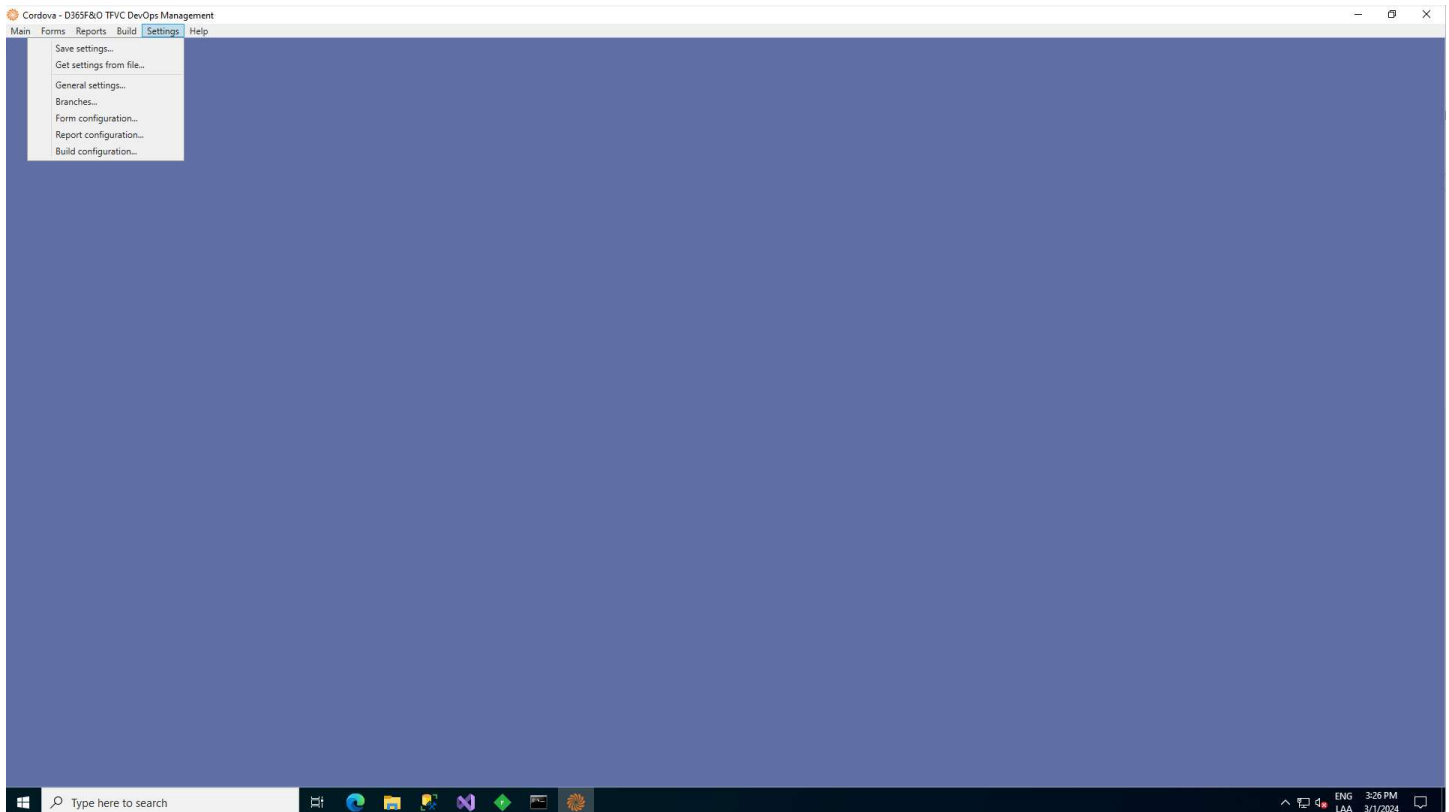 Cordova - D365F&O TFVC DevOps Management
Main Forms Reports Build Settings Help
Save settings...
Get settings from file...
General settings...
Branches...
Form configuration...
Report configuration...
Build configuration...
Type here to search
ENG 3:26 PM
LAA 3/1/2024